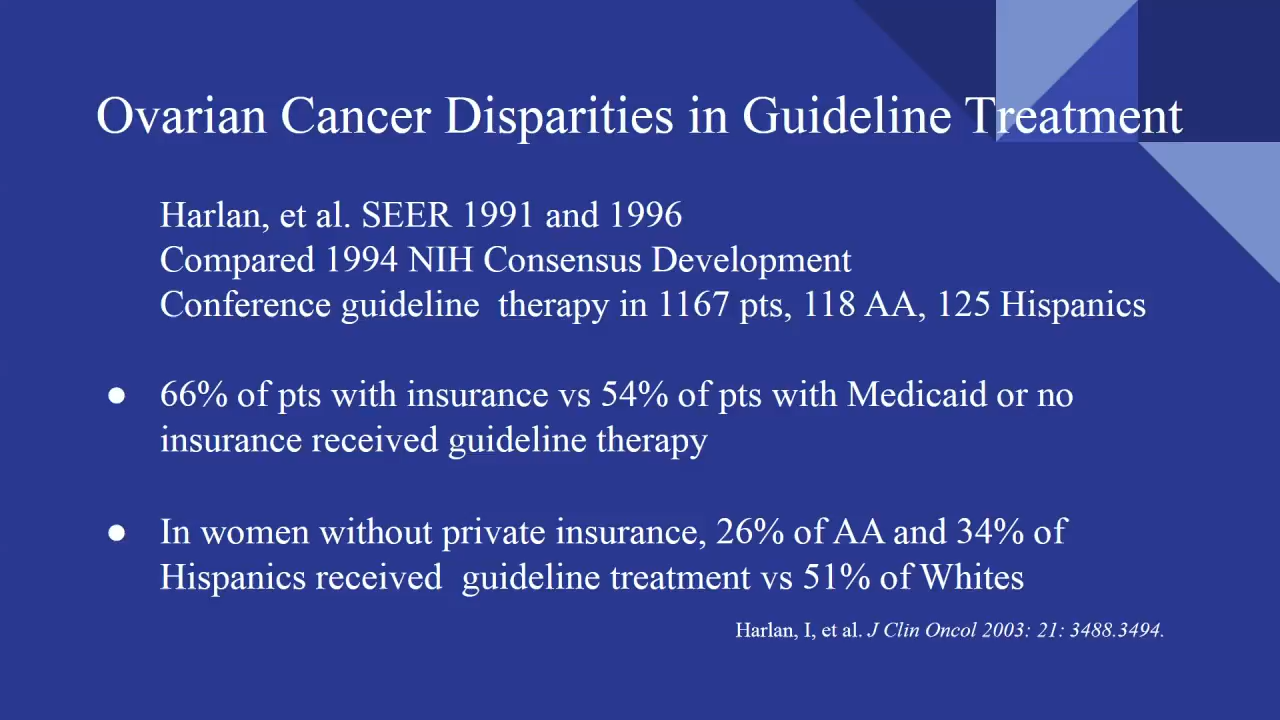 Ovarian Cancer Disparities in Guideline Treatment
Harlan, et al. SEER 1991 and 1996
Compared 1994 NIH Consensus Development
Conference guideline therapy in 1167 pts, 118 AA, 125 Hispanics
● 66% of pts with insurance vs 54% of pts with Medicaid or no
insurance received guideline therapy
● In women without private insurance, 26% of AA and 34% of
Hispanics received guideline treatment vs 51% of Whites
Harlan, I, et al. J Clin Oncol 2003: 21: 3488.3494.